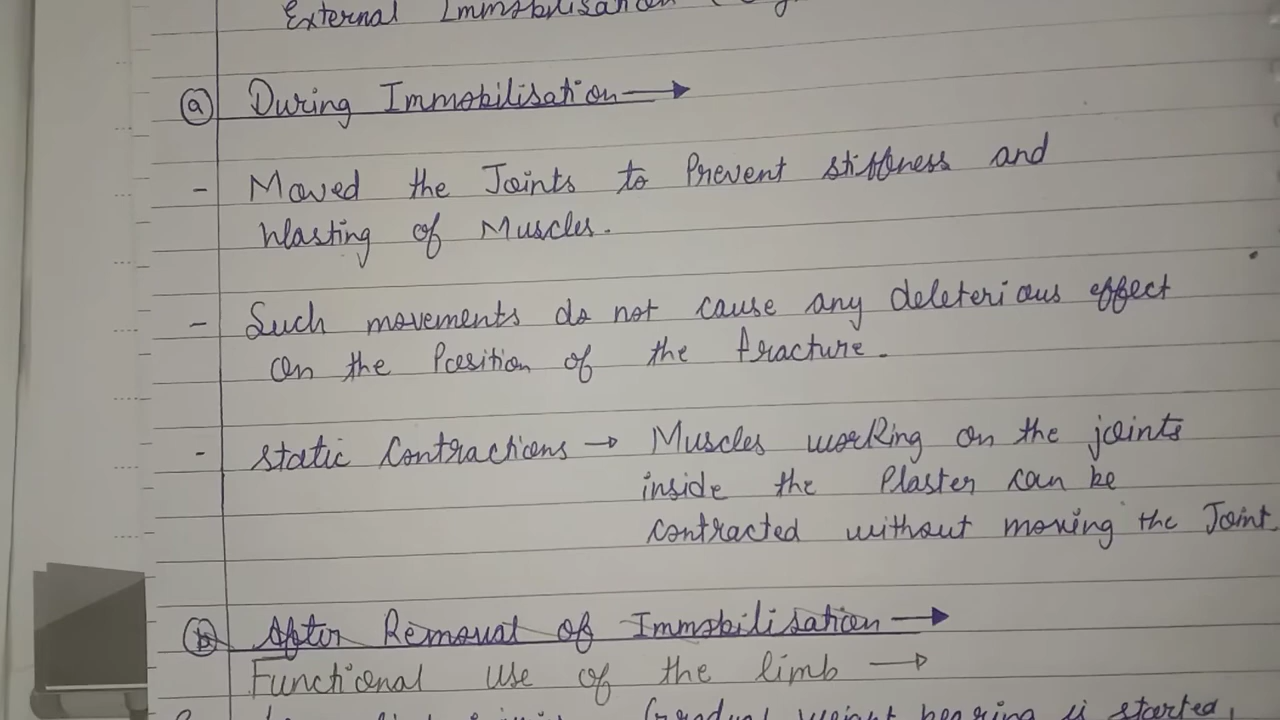 External Immobilisation
(a) During Immobilisation →
- Moved the Joints to Prevent stiffness and
Wasting of Muscles.
- Such movements do not cause any deleterious effect
on the Position of the fracture.
- static Contractions → Muscles working on the joints
inside the Plaster can be
contracted without moving the Joint
(b) After Removal of Immobilisation →
Functional Use of the limb →
Gradual weight bearing is started,